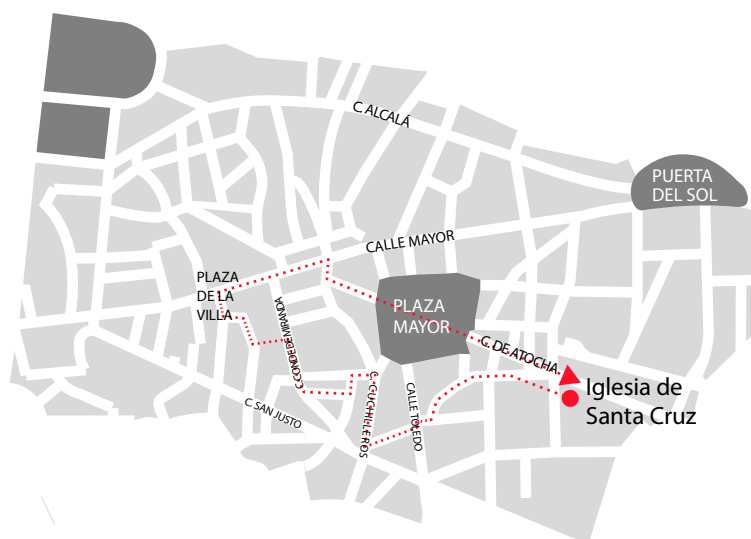 C. ALCALÁ
PUERTA
DEL SOL
CALLE MAYOR
PLAZA
DE LA
VILLA
PLAZA
MAYOR
C. CONDE DE MIRANDA
C. DE ATOCHA
Iglesia de
Santa Cruz
C. SAN JUSTO
C. CUCHILLEROS
CALLE TOLEDO